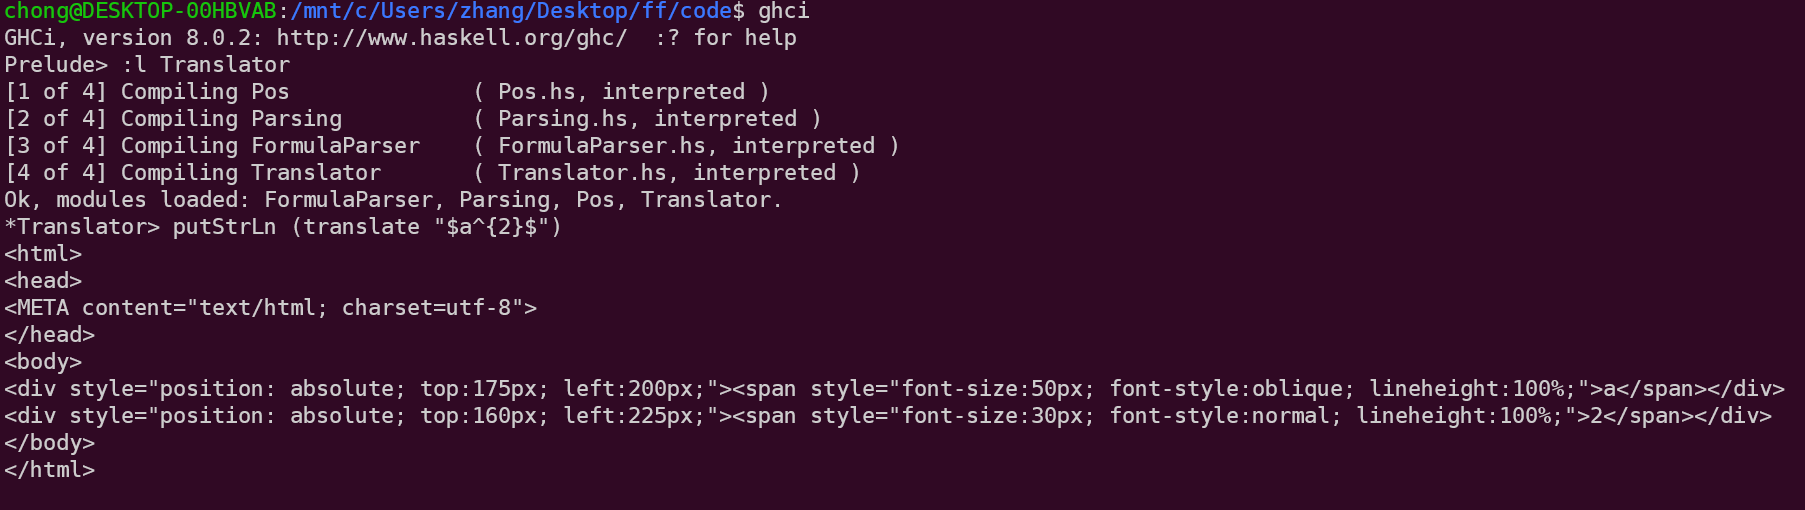 chong@DESKTOP-00HBVAB:/mnt/c/Users/zhang/Desktop/ff/code$ ghci
GHCi, version 8.0.2: http://www.haskell.org/ghc/  :? for help
Prelude> :l Translator
[1 of 4] Compiling Pos              ( Pos.hs, interpreted )
[2 of 4] Compiling Parsing          ( Parsing.hs, interpreted )
[3 of 4] Compiling FormulaParser    ( FormulaParser.hs, interpreted )
[4 of 4] Compiling Translator       ( Translator.hs, interpreted )
Ok, modules loaded: FormulaParser, Parsing, Pos, Translator.
*Translator> putStrLn (translate "$a^{2}$")
<html>
<head>
<META content="text/html; charset=utf-8">
</head>
<body>
<div style="position: absolute; top:175px; left:200px;"><span style="font-size:50px; font-style:oblique; lineheight:100%;">a</span></div>
<div style="position: absolute; top:160px; left:225px;"><span style="font-size:30px; font-style:normal; lineheight:100%;">2</span></div>
</body>
</html>